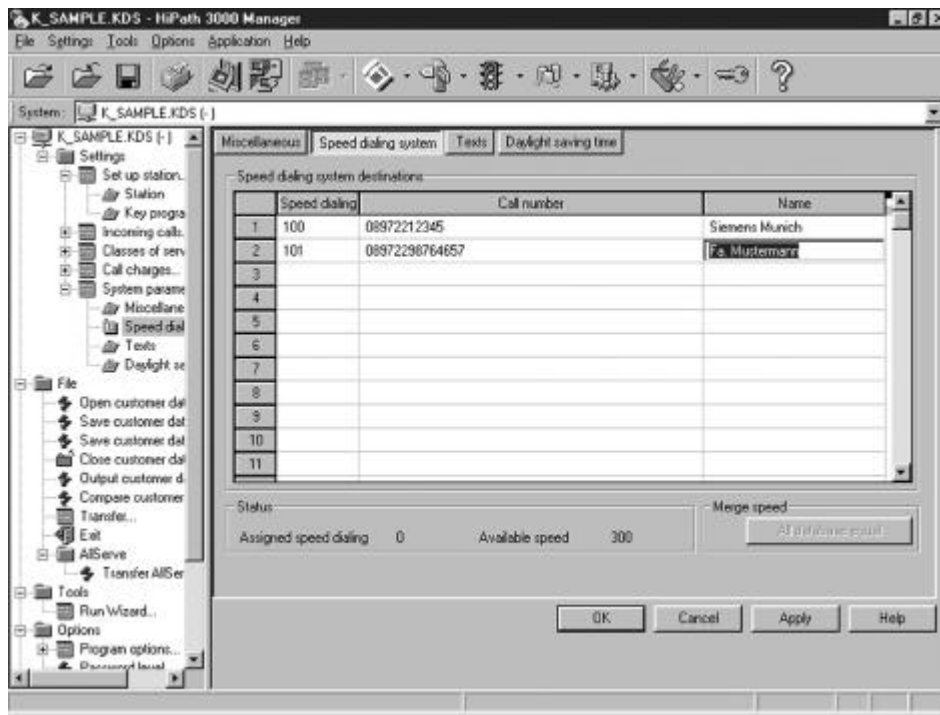 K_SAMPLE.KDS - HiPath 3000 Manager
File Settings Tools Options Application Help
System: K_SAMPLE.KDS (-)
K_SAMPLE.KDS (-)
Settings
Set up station..
Station
Key progra
Incoming calls.
Classes of serv
Call charges...
System parame
Miscellane
Speed dial
Texts
Daylight se
File
Open customer dat
Save customer dat
Save customer dat
Close customer dat
Output customer d
Compare customer
Transfer...
Exit
AllServe
Transfer AllSer
Tools
Run Wizard...
Options
Program options...
Password level
Miscellaneous Speed dialing system Texts Daylight saving time
Speed dialing system destinations
Speed dialing Call number Name
1 100 08972212345 Siemens Munich
2 101 08972298764657 Fa. Mustermann
3
4
5
6
7
8
9
10
11
Status
Assigned speed dialing 0 Available speed 300
Merge speed
OK Cancel Apply Help